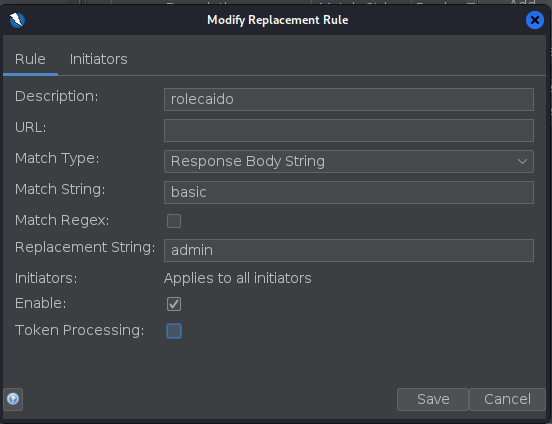 Modify Replacement Rule
Rule Initiators
Description: rolecaido
URL:
Match Type: Response Body String
Match String: basic
Match Regex:
Replacement String: admin
Initiators: Applies to all initiators
Enable:
Token Processing:
Save Cancel